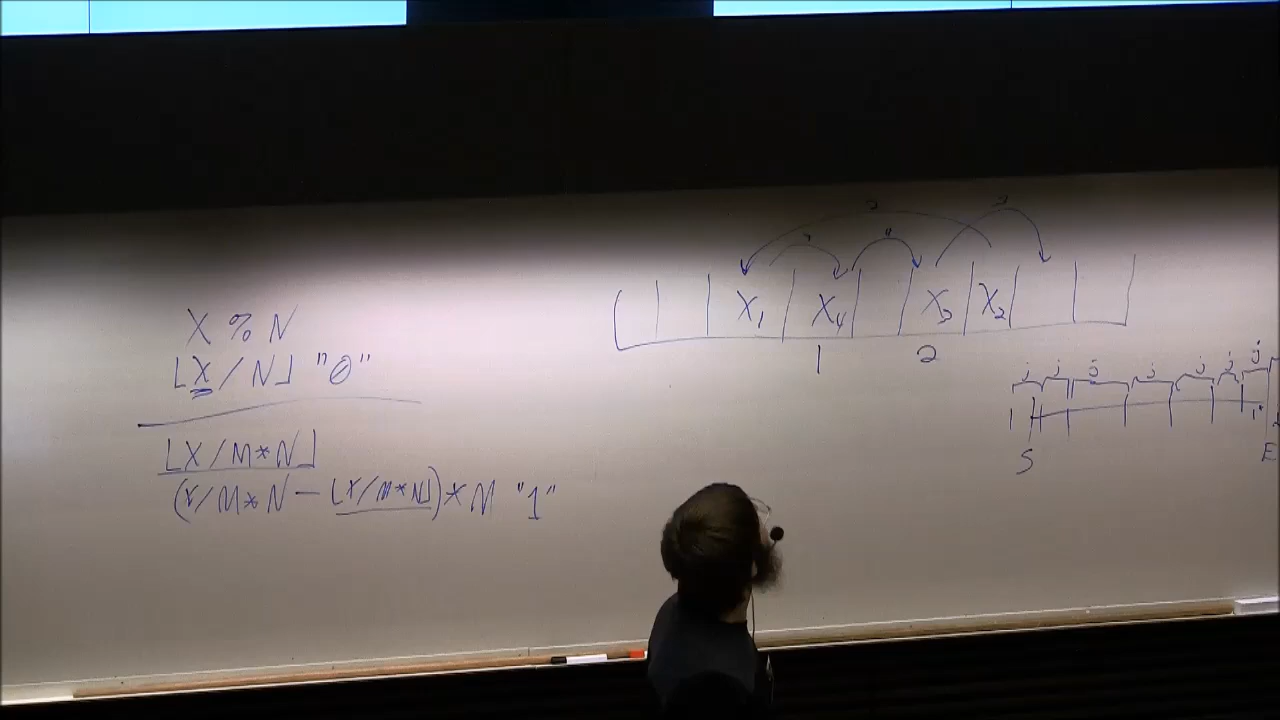 X % N
⌊X/N⌋ "0"
⌊X/M*N⌋
(X/M*N - ⌊X/M*N⌋)*M "1"
X₁ X₄ X₃ X₂
1 2
j j j j j j j
S E